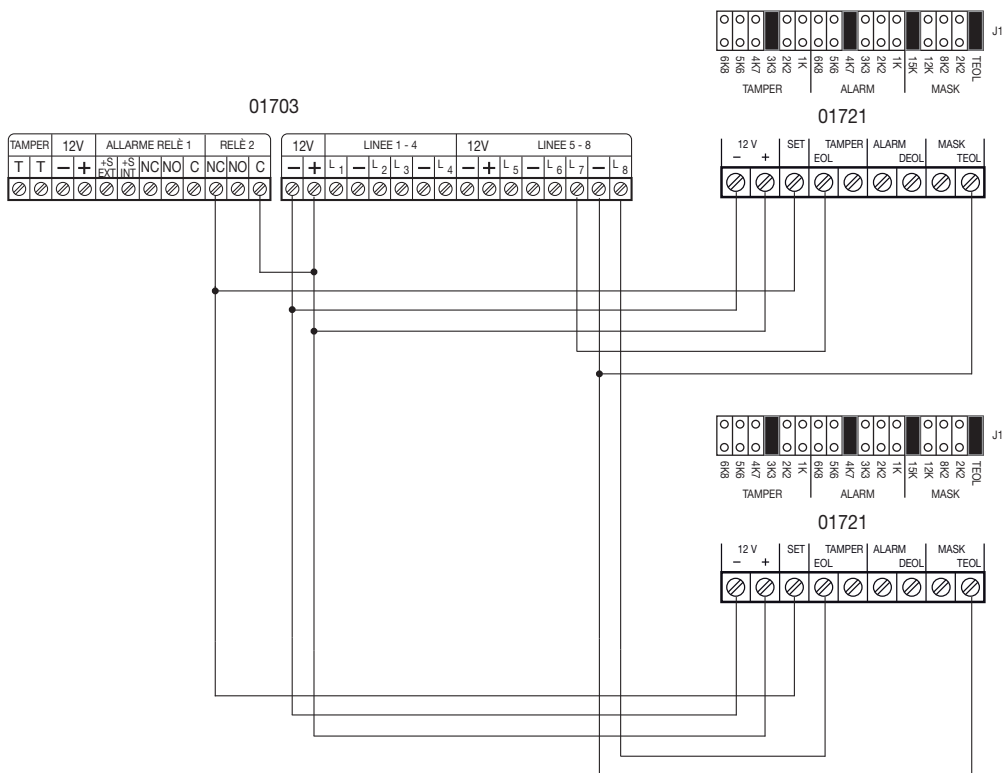 J1
6K8 5K6 4K7 3K3 2K2 1K 6K8 5K6 4K7 3K3 2K2 1K 15K 12K 8K2 2K2 TEOL
TAMPER ALARM MASK
01703
01721
TAMPER 12V ALLARME RELÈ 1 RELÈ 2
T T − + +S EXT +S INT NC NO C NC NO C
12V LINEE 1 - 4 12V LINEE 5 - 8
− + L1 − L2 L3 − L4 − + L5 − L6 L7 − L8
12 V SET TAMPER ALARM MASK
− + EOL DEOL TEOL
J1
6K8 5K6 4K7 3K3 2K2 1K 6K8 5K6 4K7 3K3 2K2 1K 15K 12K 8K2 2K2 TEOL
TAMPER ALARM MASK
01721
12 V SET TAMPER ALARM MASK
− + EOL DEOL TEOL